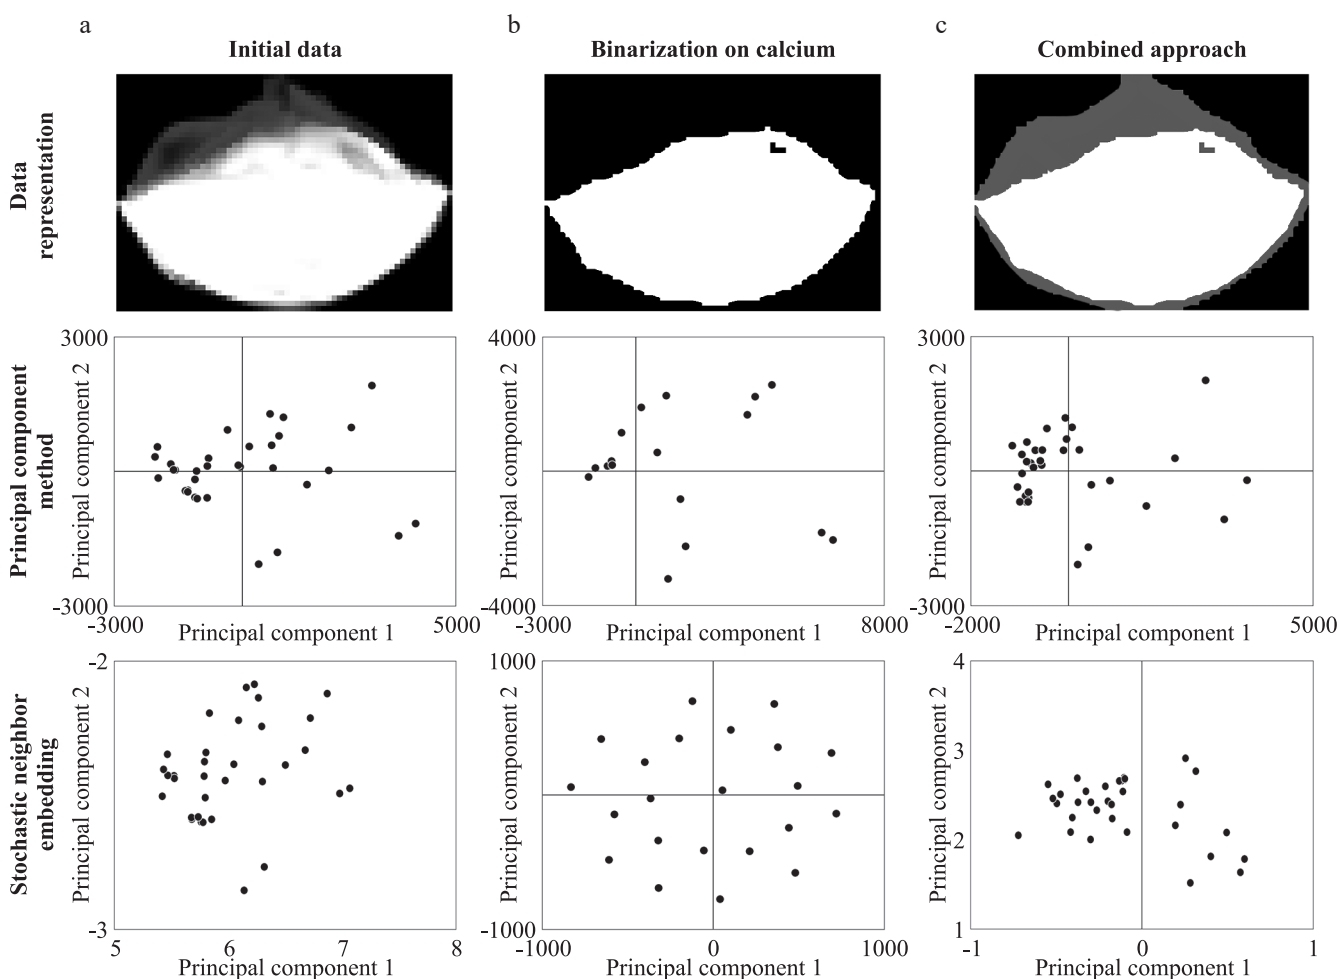 a
b
c
Initial data
Binarization on calcium
Combined approach
Data
representation
Principal component
method
3000
Principal component 2
-3000
-3000
Principal component 1
5000
4000
Principal component 2
-4000
-3000
Principal component 1
8000
3000
Principal component 2
-3000
-2000
Principal component 1
5000
Stochastic neighbor
embedding
-2
Principal component 2
-3
5
6
7
8
Principal component 1
1000
Principal component 2
-1000
-1000
0
1000
Principal component 1
4
3
2
1
Principal component 2
-1
0
1
Principal component 1